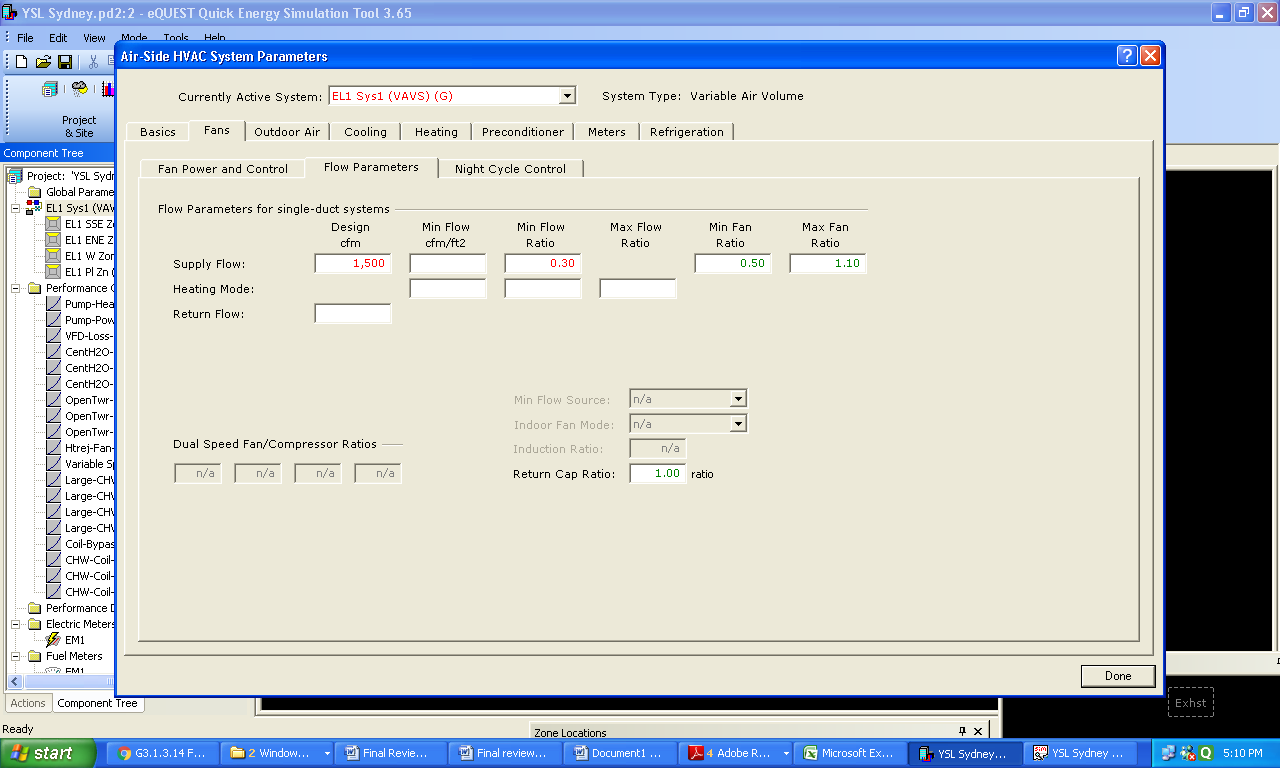 YSL Sydney.pd2:2 - eQUEST Quick Energy Simulation Tool 3.65
File Edit View Mode Tools Help
Air-Side HVAC System Parameters
Currently Active System: EL1 Sys1 (VAVS) (G) System Type: Variable Air Volume
Project
& Site
Basics Fans Outdoor Air Cooling Heating Preconditioner Meters Refrigeration
Component Tree
Fan Power and Control Flow Parameters Night Cycle Control
Project: 'YSL Sydn
Global Parame
EL1 Sys1 (VAV
EL1 SSE Z
EL1 ENE Z
EL1 W Zor
EL1 Pl Zn (
Performance C
Pump-Hea
Pump-Pow
VFD-Loss-
CentH2O-
CentH2O-
CentH2O-
OpenTwr-
OpenTwr-
OpenTwr-
Htrej-Fan-
Variable Sp
Large-CHV
Large-CHV
Large-CHV
Large-CHV
Coil-Bypas
CHW-Coil-
CHW-Coil-
CHW-Coil-
Performance D
Electric Meters
EM1
Fuel Meters
FM1
Flow Parameters for single-duct systems
Design cfm Min Flow cfm/ft2 Min Flow Ratio Max Flow Ratio Min Fan Ratio Max Fan Ratio
Supply Flow: 1,500 0.30 0.50 1.10
Heating Mode:
Return Flow:
Min Flow Source: n/a
Indoor Fan Mode: n/a
Induction Ratio: n/a
Return Cap Ratio: 1.00 ratio
Dual Speed Fan/Compressor Ratios
n/a n/a n/a n/a
Done
Actions Component Tree
Exhst
Ready
Zone Locations
start G3.1.3.14 F... 2 Window... Final Revie... Final review... Document1 ... 4 Adobe R... Microsoft Ex... YSL Sydney... YSL Sydney ... 5:10 PM